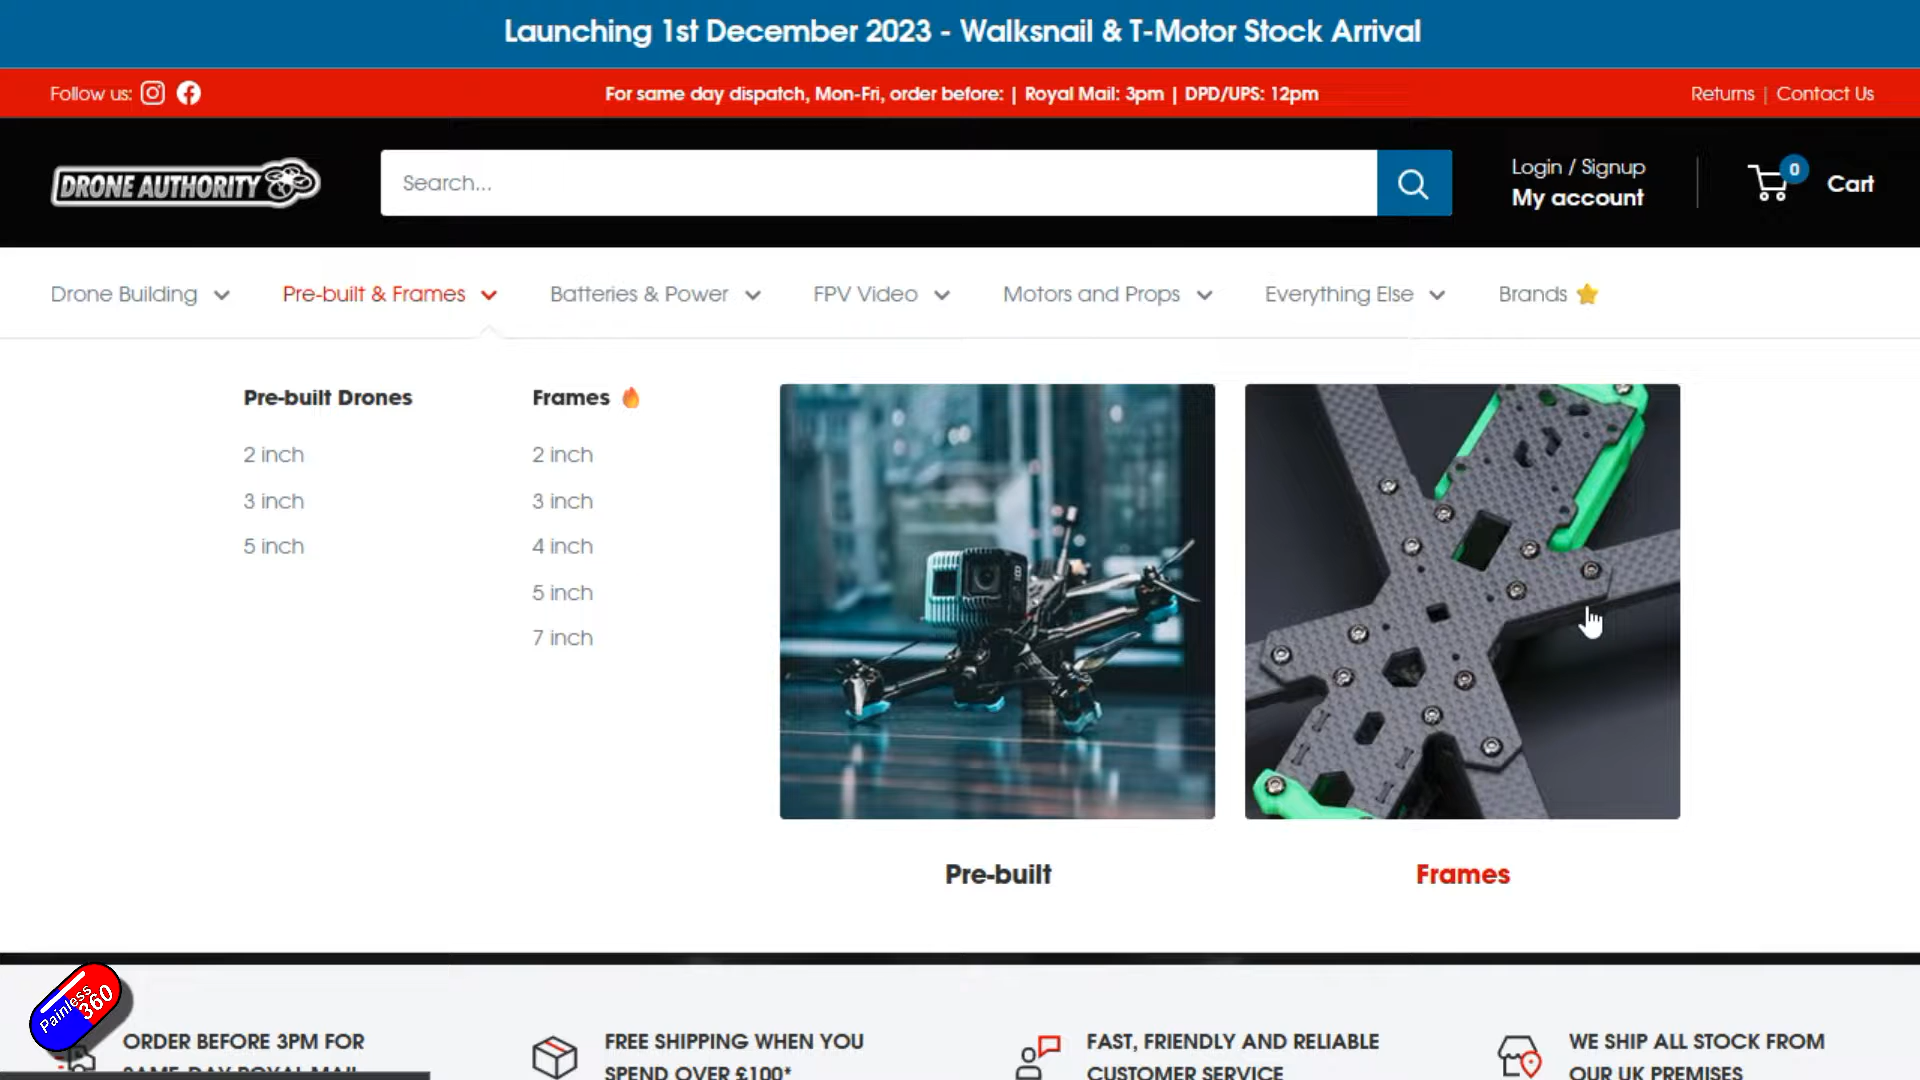 Launching 1st December 2023 - Walksnail & T-Motor Stock Arrival
Follow us:
For same day dispatch, Mon-Fri, order before: | Royal Mail: 3pm | DPD/UPS: 12pm
Returns | Contact Us
DRONE AUTHORITY
Search...
Login / Signup
My account
0
Cart
Drone Building
Pre-built & Frames
Batteries & Power
FPV Video
Motors and Props
Everything Else
Brands
Pre-built Drones
2 inch
3 inch
5 inch
Frames
2 inch
3 inch
4 inch
5 inch
7 inch
Pre-built
Frames
Painless
360
ORDER BEFORE 3PM FOR
SAME-DAY ROYAL MAIL
FREE SHIPPING WHEN YOU
SPEND OVER £100*
FAST, FRIENDLY AND RELIABLE
CUSTOMER SERVICE
WE SHIP ALL STOCK FROM
OUR UK PREMISES